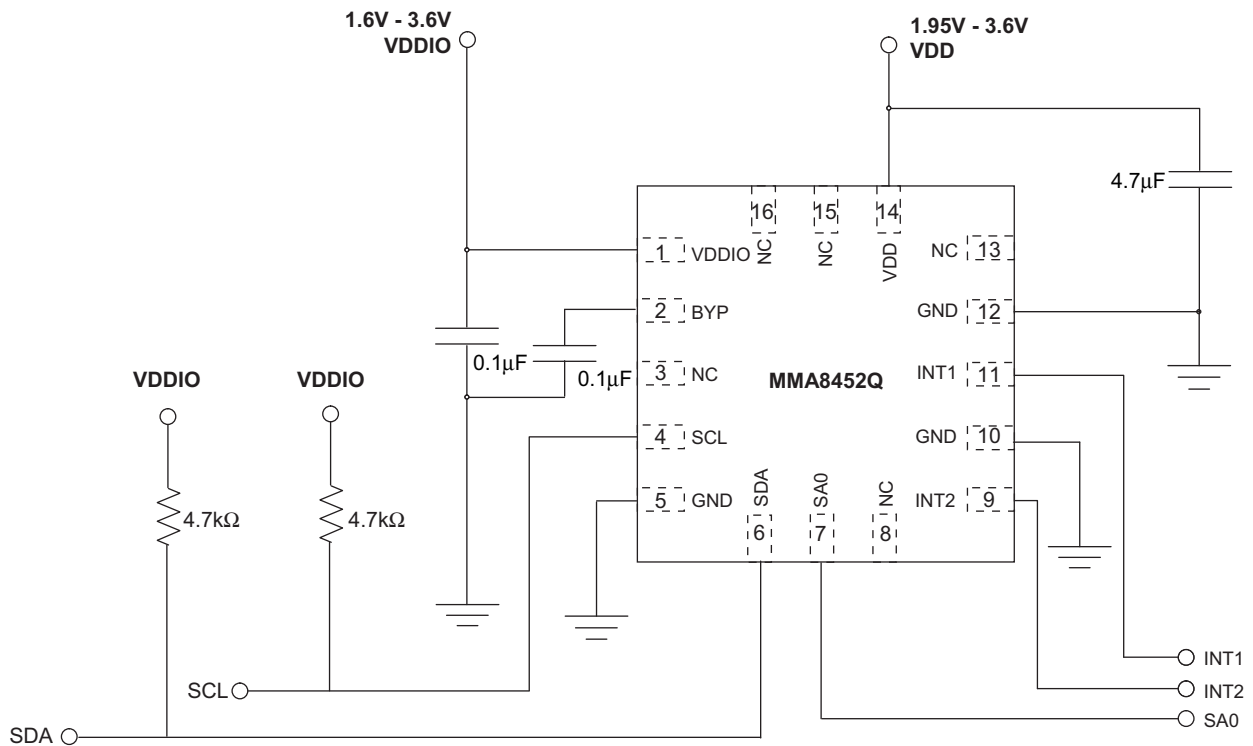 1.6V - 3.6V
VDDIO
1.95V - 3.6V
VDD
4.7µF
16
NC
15
NC
14
VDD
1 VDDIO
NC 13
2 BYP
GND 12
0.1µF
0.1µF
3 NC
MMA8452Q
INT1 11
VDDIO
VDDIO
4 SCL
GND 10
5 GND
SDA
6
SA0
7
NC
8
INT2 9
4.7kΩ
4.7kΩ
INT1
SCL
INT2
SA0
SDA